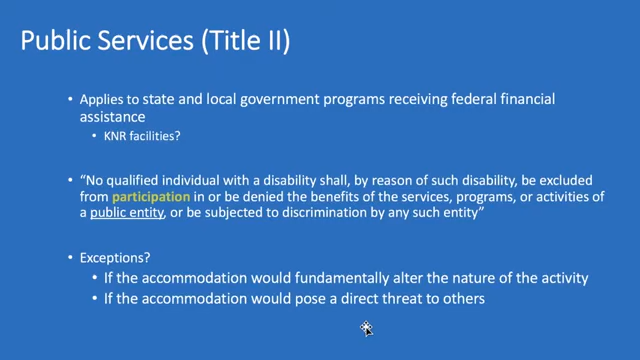 Public Services (Title II)
• Applies to state and local government programs receiving federal financial
assistance
• KNR facilities?
• “No qualified individual with a disability shall, by reason of such disability, be excluded
from participation in or be denied the benefits of the services, programs, or activities of
a public entity, or be subjected to discrimination by any such entity”
• Exceptions?
• If the accommodation would fundamentally alter the nature of the activity
• If the accommodation would pose a direct threat to others